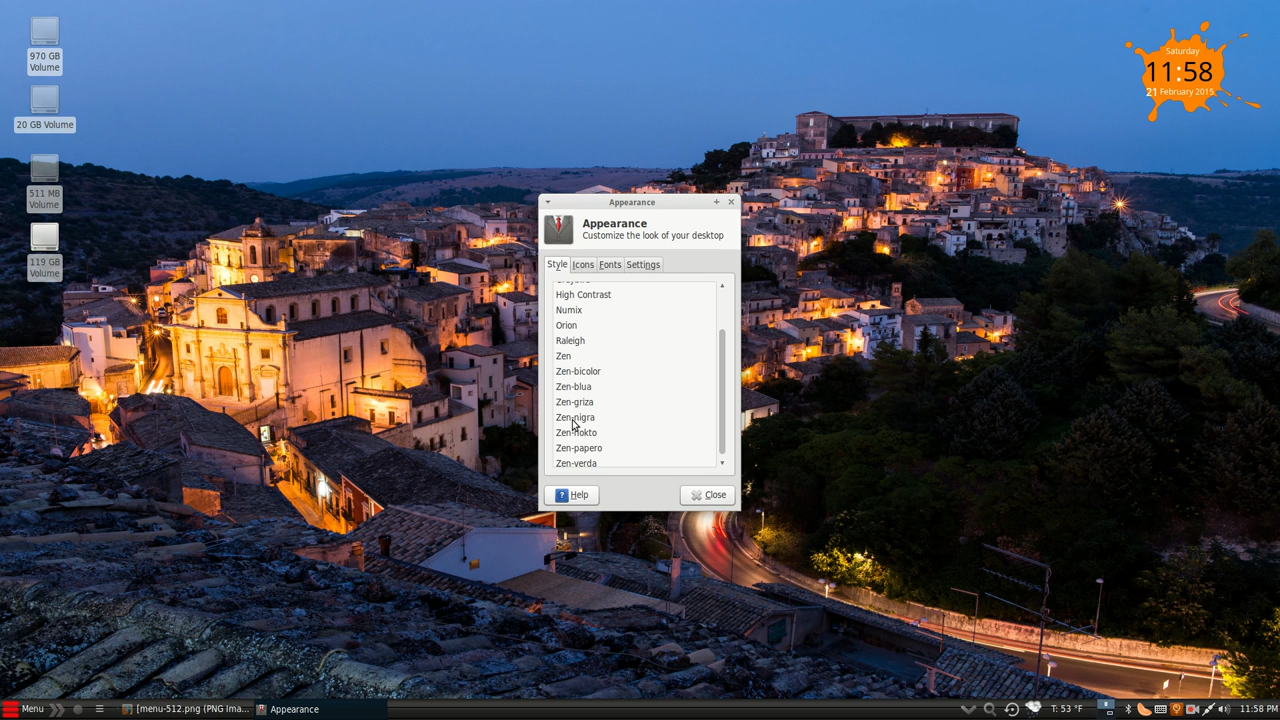 970 GB
Volume
20 GB Volume
511 MB
Volume
119 GB
Volume
Saturday
11:58
21 February 2015
Appearance
Appearance
Customize the look of your desktop
Style
Icons
Fonts
Settings
High Contrast
Numix
Orion
Raleigh
Zen
Zen-bicolor
Zen-blua
Zen-griza
Zen-nigra
Zen-nokto
Zen-papero
Zen-verda
Help
Close
Menu
[menu-512.png (PNG Ima...
Appearance
T: 53 °F
11:58 PM